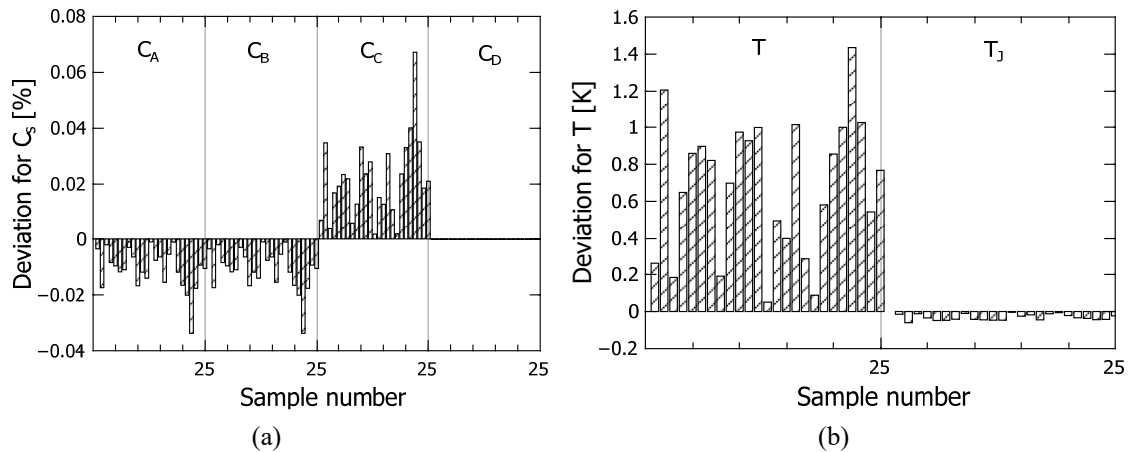 0.08
0.06
0.04
0.02
0
−0.02
−0.04
Deviation for C_s [%]
C_A
C_B
C_C
C_D
25
25
25
25
Sample number
(a)
1.6
1.4
1.2
1
0.8
0.6
0.4
0.2
0
−0.2
Deviation for T [K]
T
T_J
25
25
Sample number
(b)